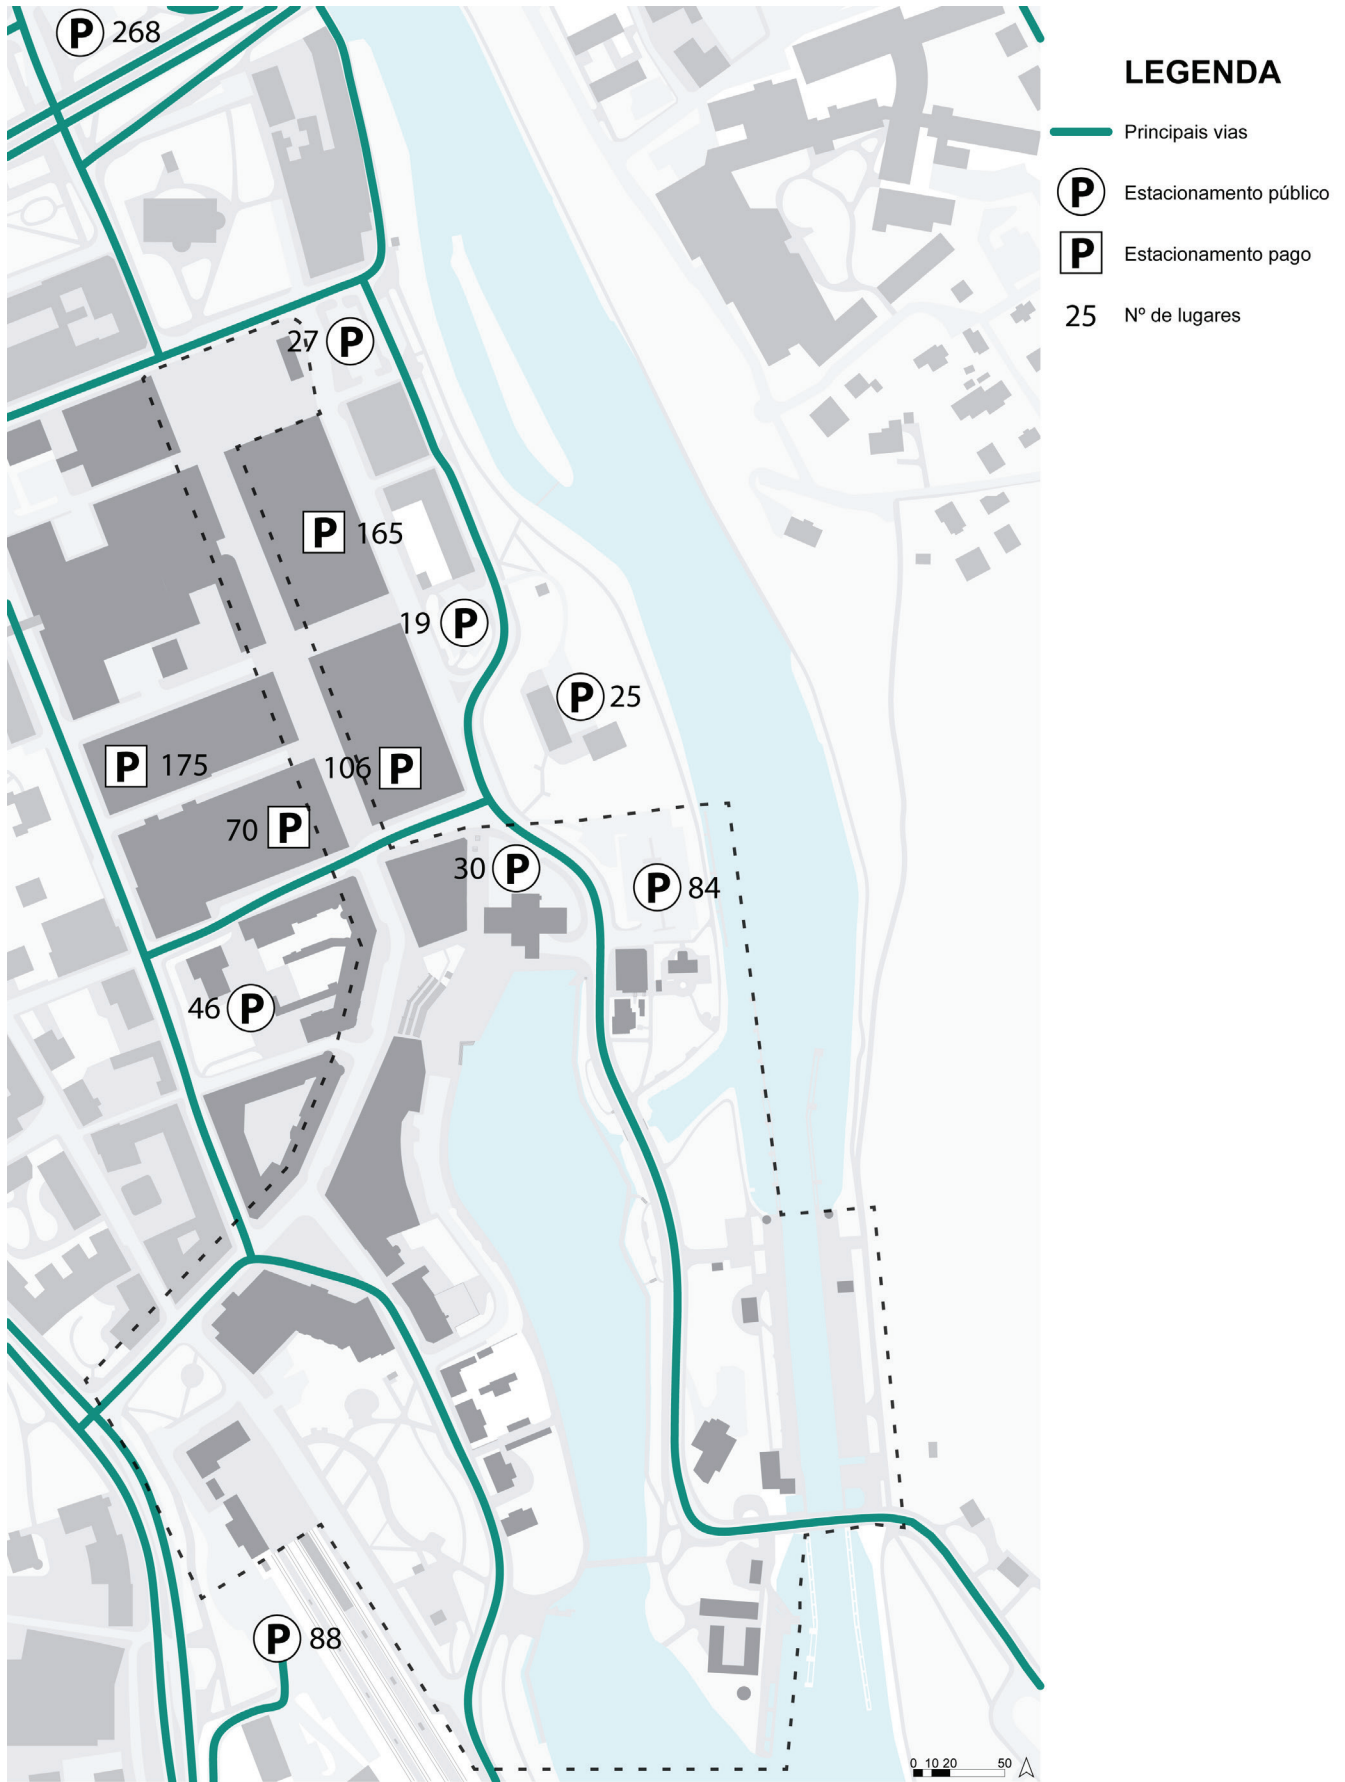 P 268
LEGENDA
Principais vias
P Estacionamento público
P Estacionamento pago
25 Nº de lugares
27 P
P 165
19 P
P 25
P 175
106 P
70 P
30 P
P 84
46 P
P 88
0 10 20 50